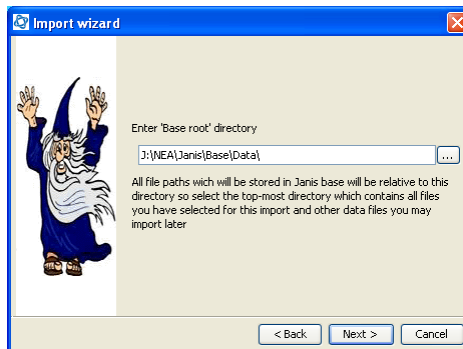 Import wizard
Enter 'Base root' directory
J:\NEA\Janis\Base\Data\
...
All file paths wich will be stored in Janis base will be relative to this
directory so select the top-most directory which contains all files
you have selected for this import and other data files you may
import later
< Back Next > Cancel